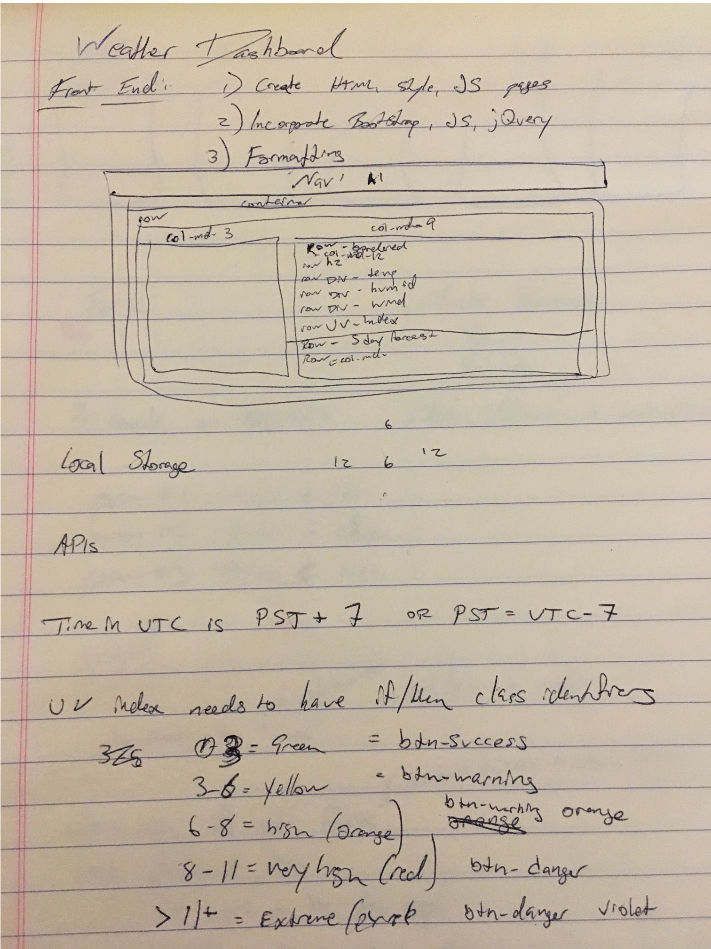 Weather Dashboard
Front End: 1) Create HTML, style, JS pages
2) Incorporate Bootstrap, JS, jQuery
3) Formatting
Nav
container
row
col-md-3
col-md-9
Row - bordered
col-md-12
row h2
row DIV - temp
row DIV - humid
row DIV - wind
row UV - Index
Row - 5 day forecast
Row - col-md-
6
Local Storage 12 6 12
APIs
Time in UTC is PST + 7 OR PST = UTC-7
UV index needs to have if/then class identifiers
3 = Green = btn-success
3-6 = Yellow = btn-warning
6-8 = high (orange) btn-warning orange
8-11 = very high (red) btn-danger
>11+ = Extreme btn-danger violet